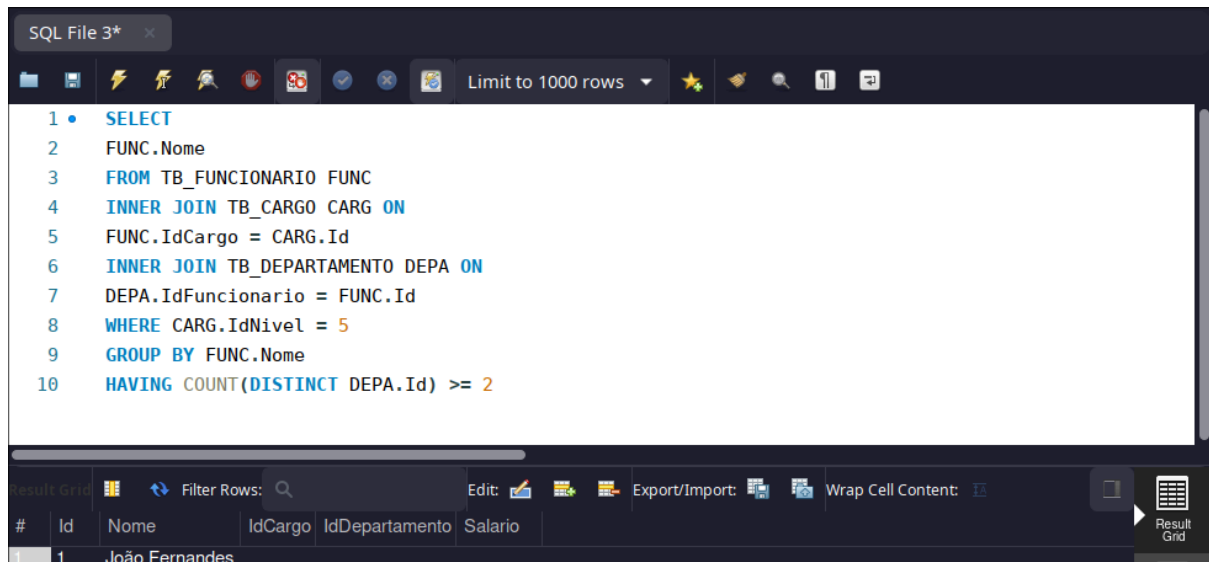 SQL File 3*
Limit to 1000 rows
1 SELECT
2 FUNC.Nome
3 FROM TB_FUNCIONARIO FUNC
4 INNER JOIN TB_CARGO CARG ON
5 FUNC.IdCargo = CARG.Id
6 INNER JOIN TB_DEPARTAMENTO DEPA ON
7 DEPA.IdFuncionario = FUNC.Id
8 WHERE CARG.IdNivel = 5
9 GROUP BY FUNC.Nome
10 HAVING COUNT(DISTINCT DEPA.Id) >= 2
Result Grid Filter Rows: Edit: Export/Import: Wrap Cell Content: IA
Result
Grid
# Id Nome IdCargo IdDepartamento Salario
1 1 João Fernandes